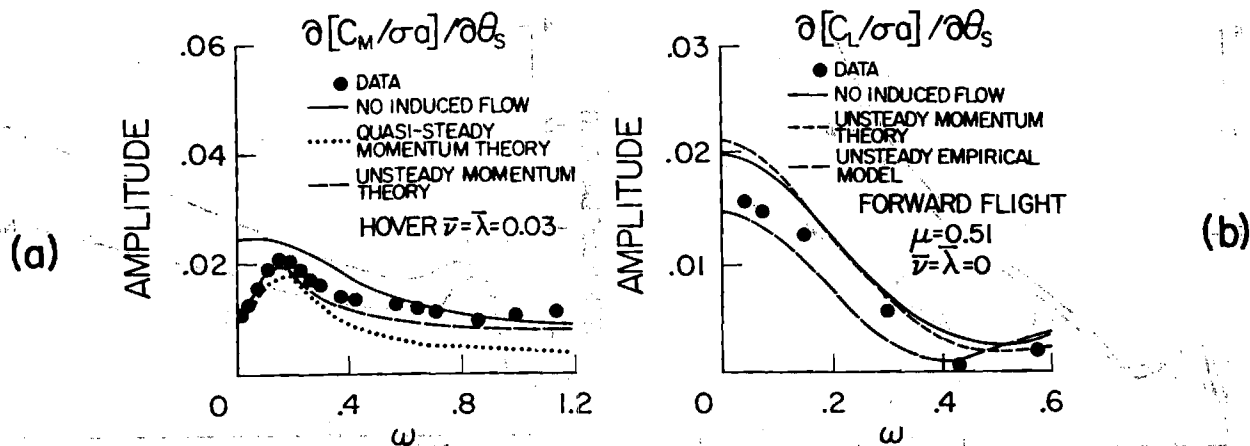 (a)
∂[C_M/σa]/∂θ_S
.06
.04
.02
AMPLITUDE
DATA
NO INDUCED FLOW
QUASI-STEADY
MOMENTUM THEORY
UNSTEADY MOMENTUM
THEORY
HOVER ν̄=λ̄=0.03
0 .4 .8 1.2
ω
∂[C_L/σa]/∂θ_S
.03
.02
.01
AMPLITUDE
DATA
NO INDUCED FLOW
UNSTEADY MOMENTUM
THEORY
UNSTEADY EMPIRICAL
MODEL
FORWARD FLIGHT
μ=0.51
ν̄=λ̄=0
0 .2 .4 0.6
ω
(b)